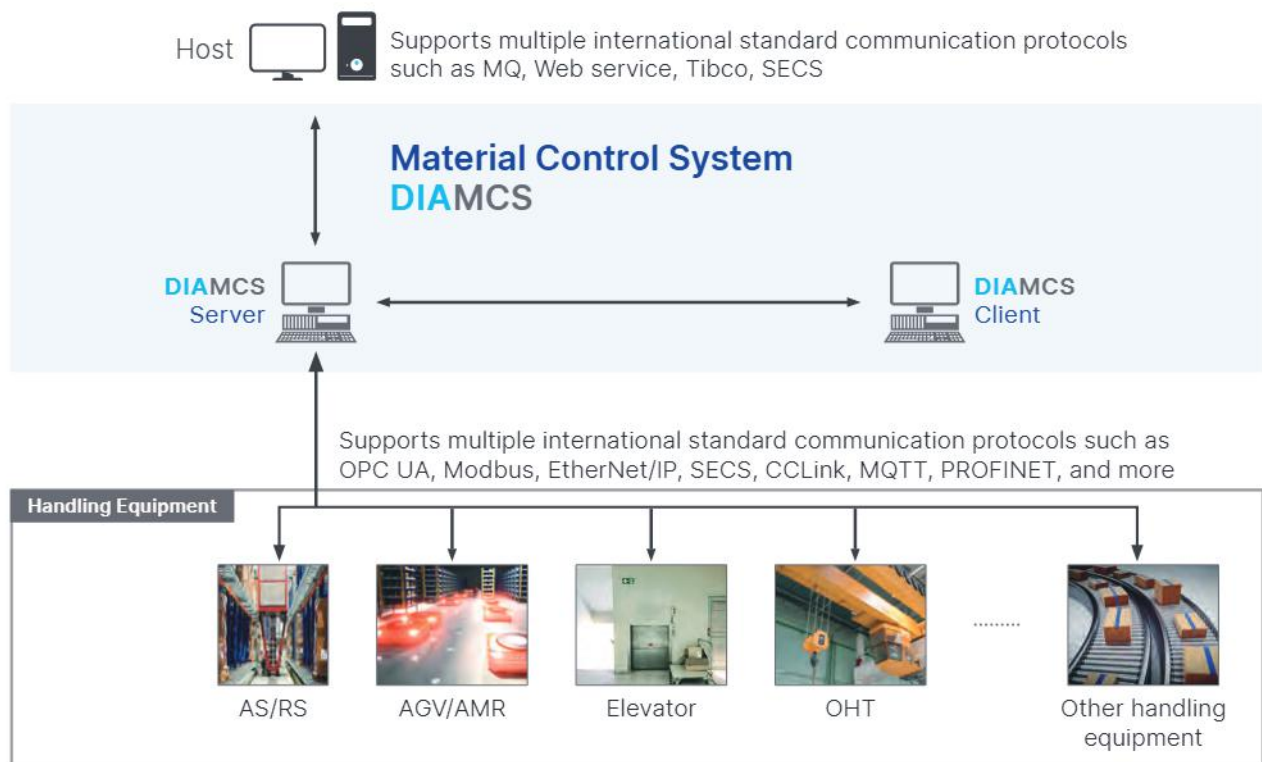 Host
Supports multiple international standard communication protocols
such as MQ, Web service, Tibco, SECS
Material Control System
DIAMCS
DIAMCS
Server
DIAMCS
Client
Supports multiple international standard communication protocols such as
OPC UA, Modbus, EtherNet/IP, SECS, CCLink, MQTT, PROFINET, and more
Handling Equipment
.........
AS/RS
AGV/AMR
Elevator
OHT
Other handling
equipment